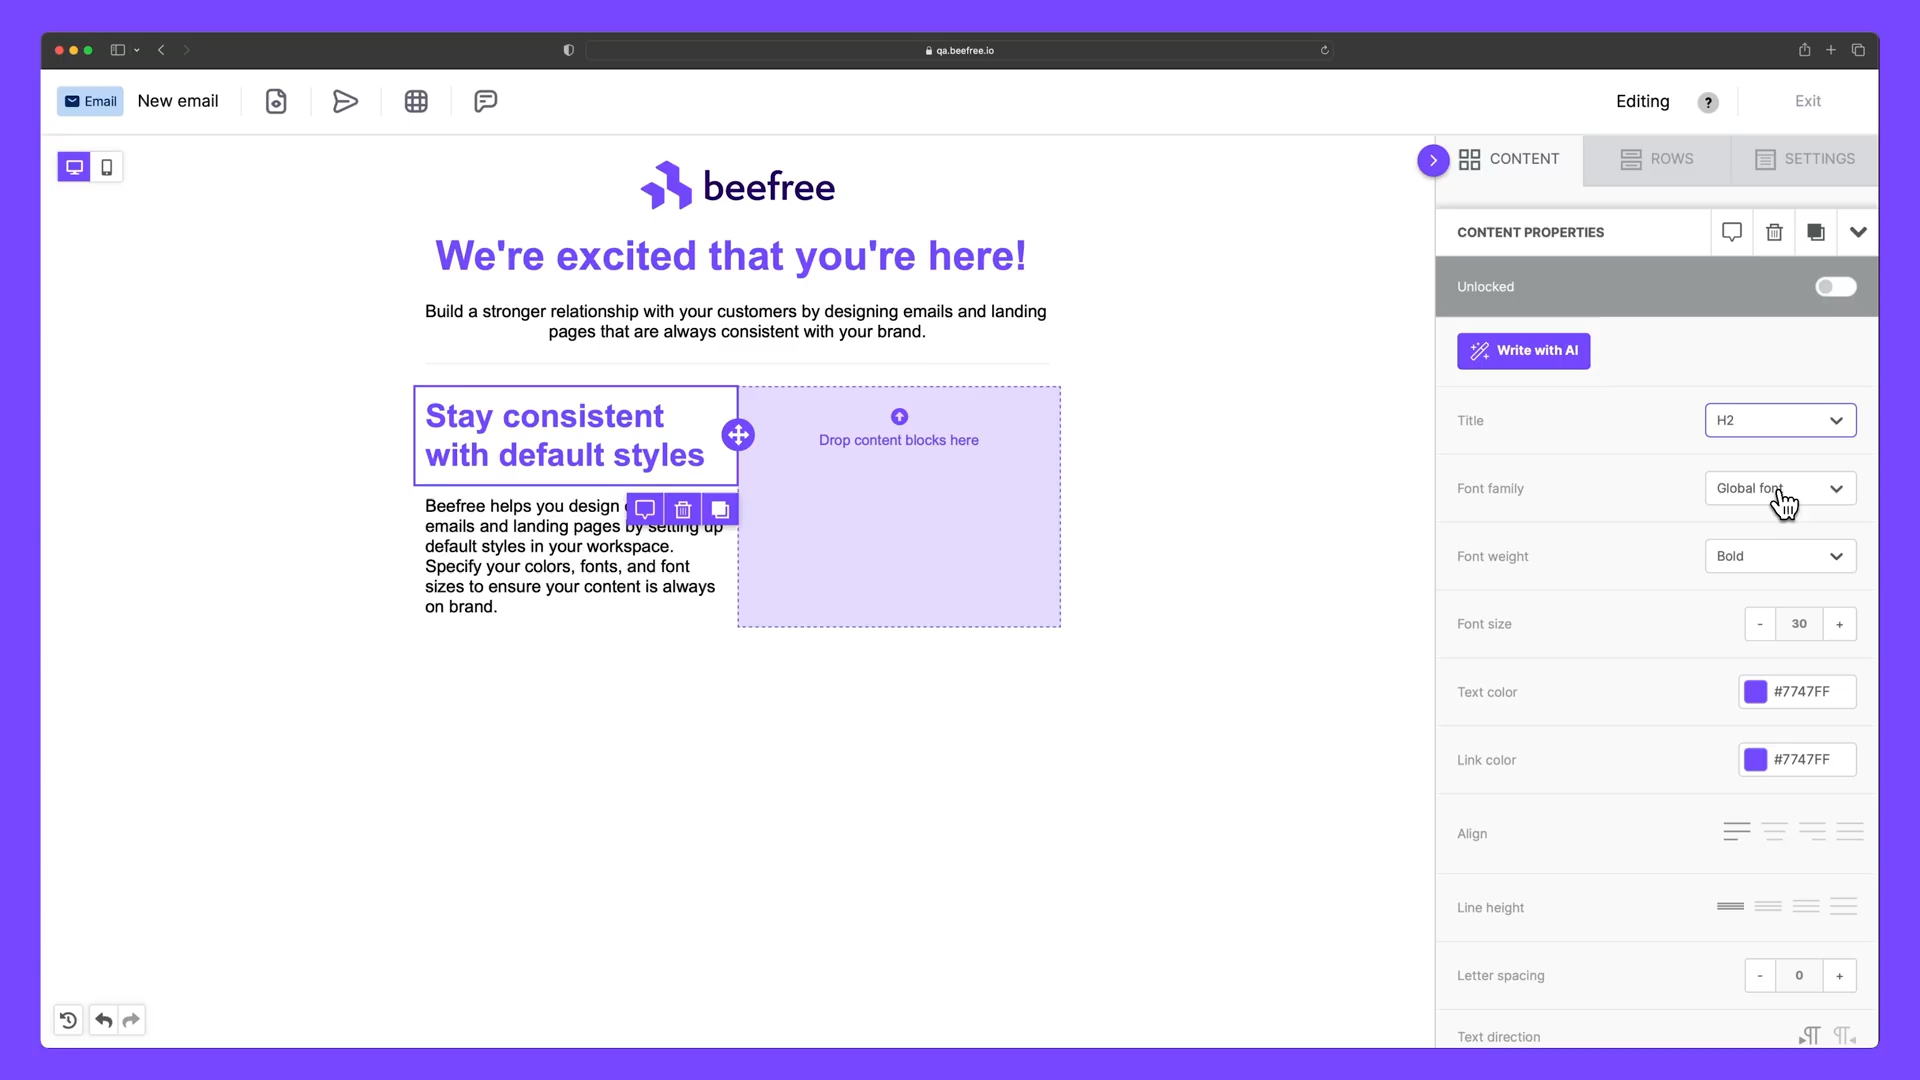 qa.beefree.io
Email
New email
Editing
?
Exit
CONTENT
ROWS
SETTINGS
beefree
We're excited that you're here!
Build a stronger relationship with your customers by designing emails and landing
pages that are always consistent with your brand.
Stay consistent
with default styles
Drop content blocks here
Beefree helps you design
emails and landing pages by setting up
default styles in your workspace.
Specify your colors, fonts, and font
sizes to ensure your content is always
on brand.
CONTENT PROPERTIES
Unlocked
Write with AI
Title
H2
Font family
Global font
Font weight
Bold
Font size
- 30 +
Text color
#7747FF
Link color
#7747FF
Align
Line height
Letter spacing
- 0 +
Text direction